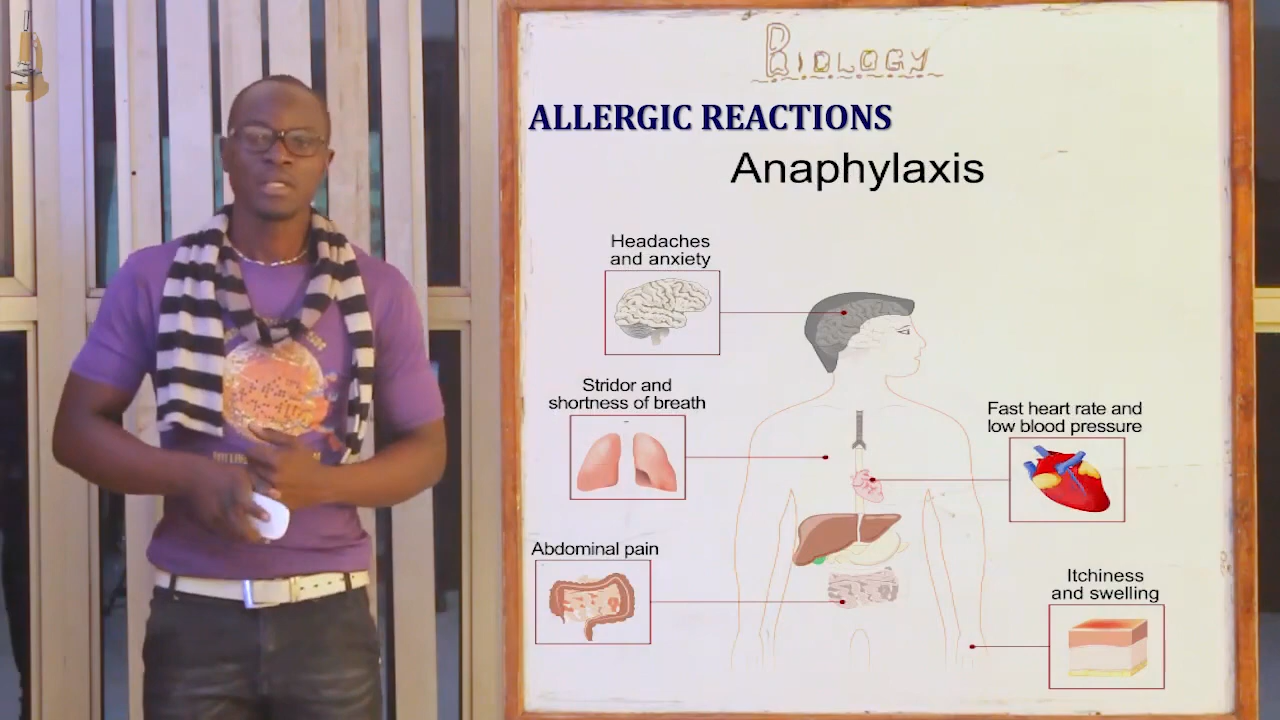 BIOLOGY
ALLERGIC REACTIONS
Anaphylaxis
Headaches
and anxiety
Stridor and
shortness of breath
Fast heart rate and
low blood pressure
Abdominal pain
Itchiness
and swelling